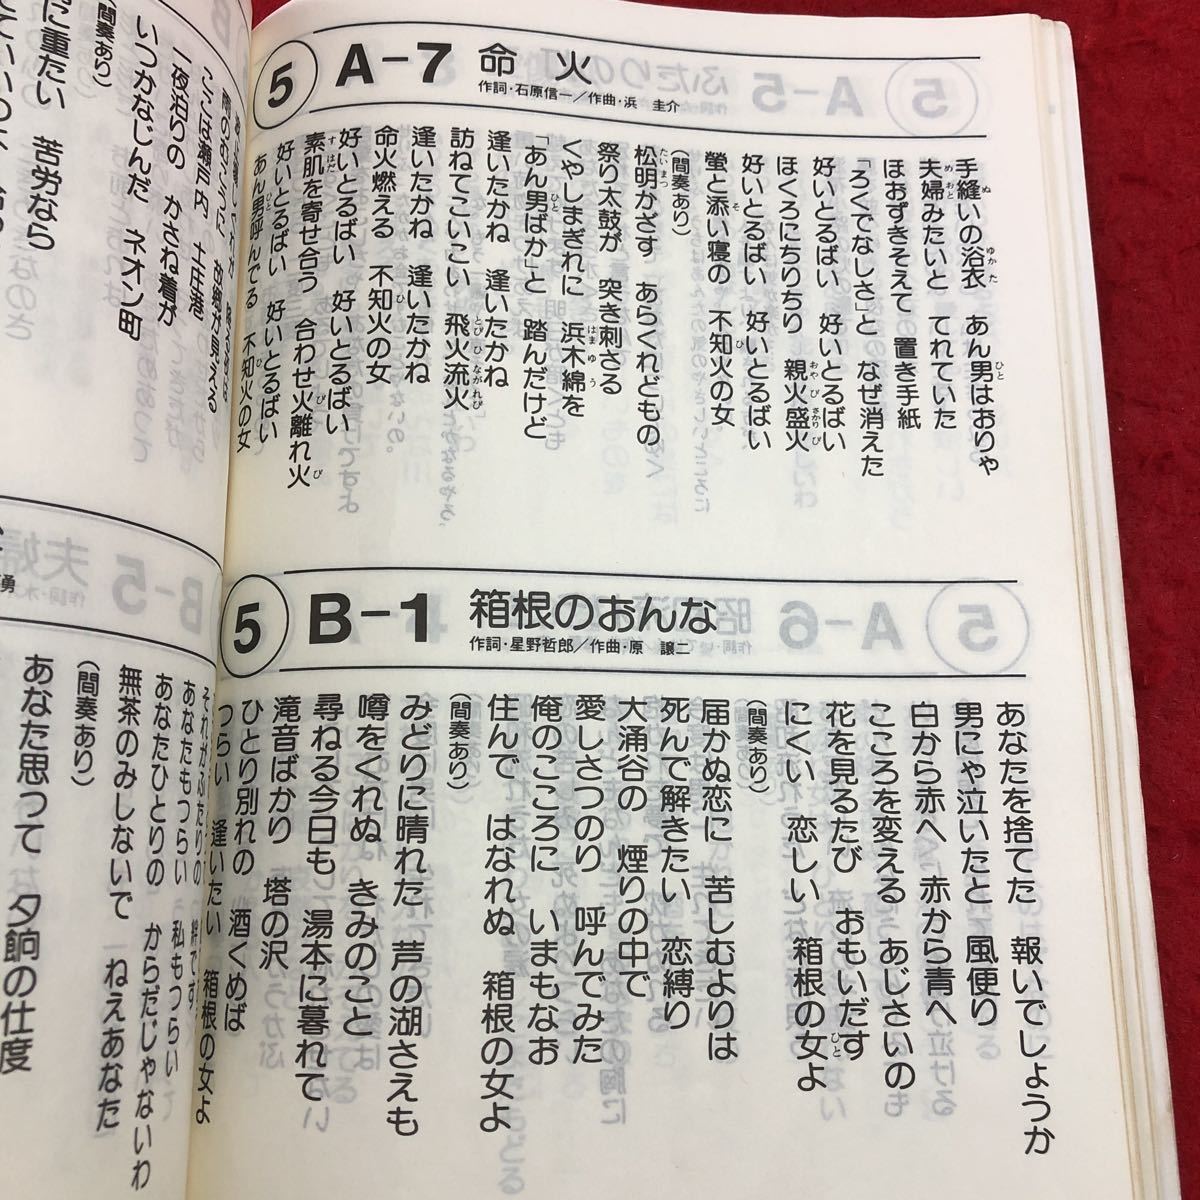 5 A-7 命火
作詞・石原信一／作曲・浜 圭介
手縫いの浴衣 あん男はおりゃ
夫婦みたいと てれていた
ほおずきそえて 置き手紙
「ろくでなしさ」と なぜ消えた
好いとるばい 好いとるばい
ほくろにちりちり 親火盛火
好いとるばい 好いとるばい
螢と添い寝の 不知火の女
(間奏あり)
松明かざす あらくれどもの
祭り太鼓が 突き刺さる
くやしまぎれに 浜木綿を
「あん男ばか」と 踏んだけど
逢いたかね 逢いたかね
訪ねてこいこい 飛火流火
逢いたかね 逢いたかね
命火燃える 不知火の女
好いとるばい 好いとるばい
素肌を寄せ合う 合わせ火離れ火
好いとるばい 好いとるばい
あん男呼んでる 不知火の女
5 B-1 箱根のおんな
作詞・星野哲郎／作曲・原 譲二
あなたを捨てた 報いでしょうか
男にゃ泣いたと 風便り
白から赤へ 赤から青へ
こころを変える あじさいの
花を見るたび おもいだす
にくい 恋しい 箱根の女よ
(間奏あり)
届かぬ恋に 苦しむよりは
死んで解きたい 恋縛り
大涌谷の 煙りの中で
愛しさつのり 呼んでみた
俺のこころに いまもなお
住んで はなれぬ 箱根の女よ
(間奏あり)
みどりに晴れた 芦の湖さえも
噂をくれぬ きみのこと
尋ねる今日も 湯本に暮れて
滝音ばかり 塔の沢
ひとり別れの 酒くめば
つらい 逢いたい 箱根の女よ
ここは瀬戸内 土庄港
一夜泊りの かさね着が
いつかなじんだ ネオン町
(間奏あり)
に重たい 苦労なら
勇
それがふたりの 絆です
あなたもつらい 私もつらい
あなたひとりの からだじゃないわ
無茶のみしないで ねえあなた
(間奏あり)
あなた思って 夕餉の仕度